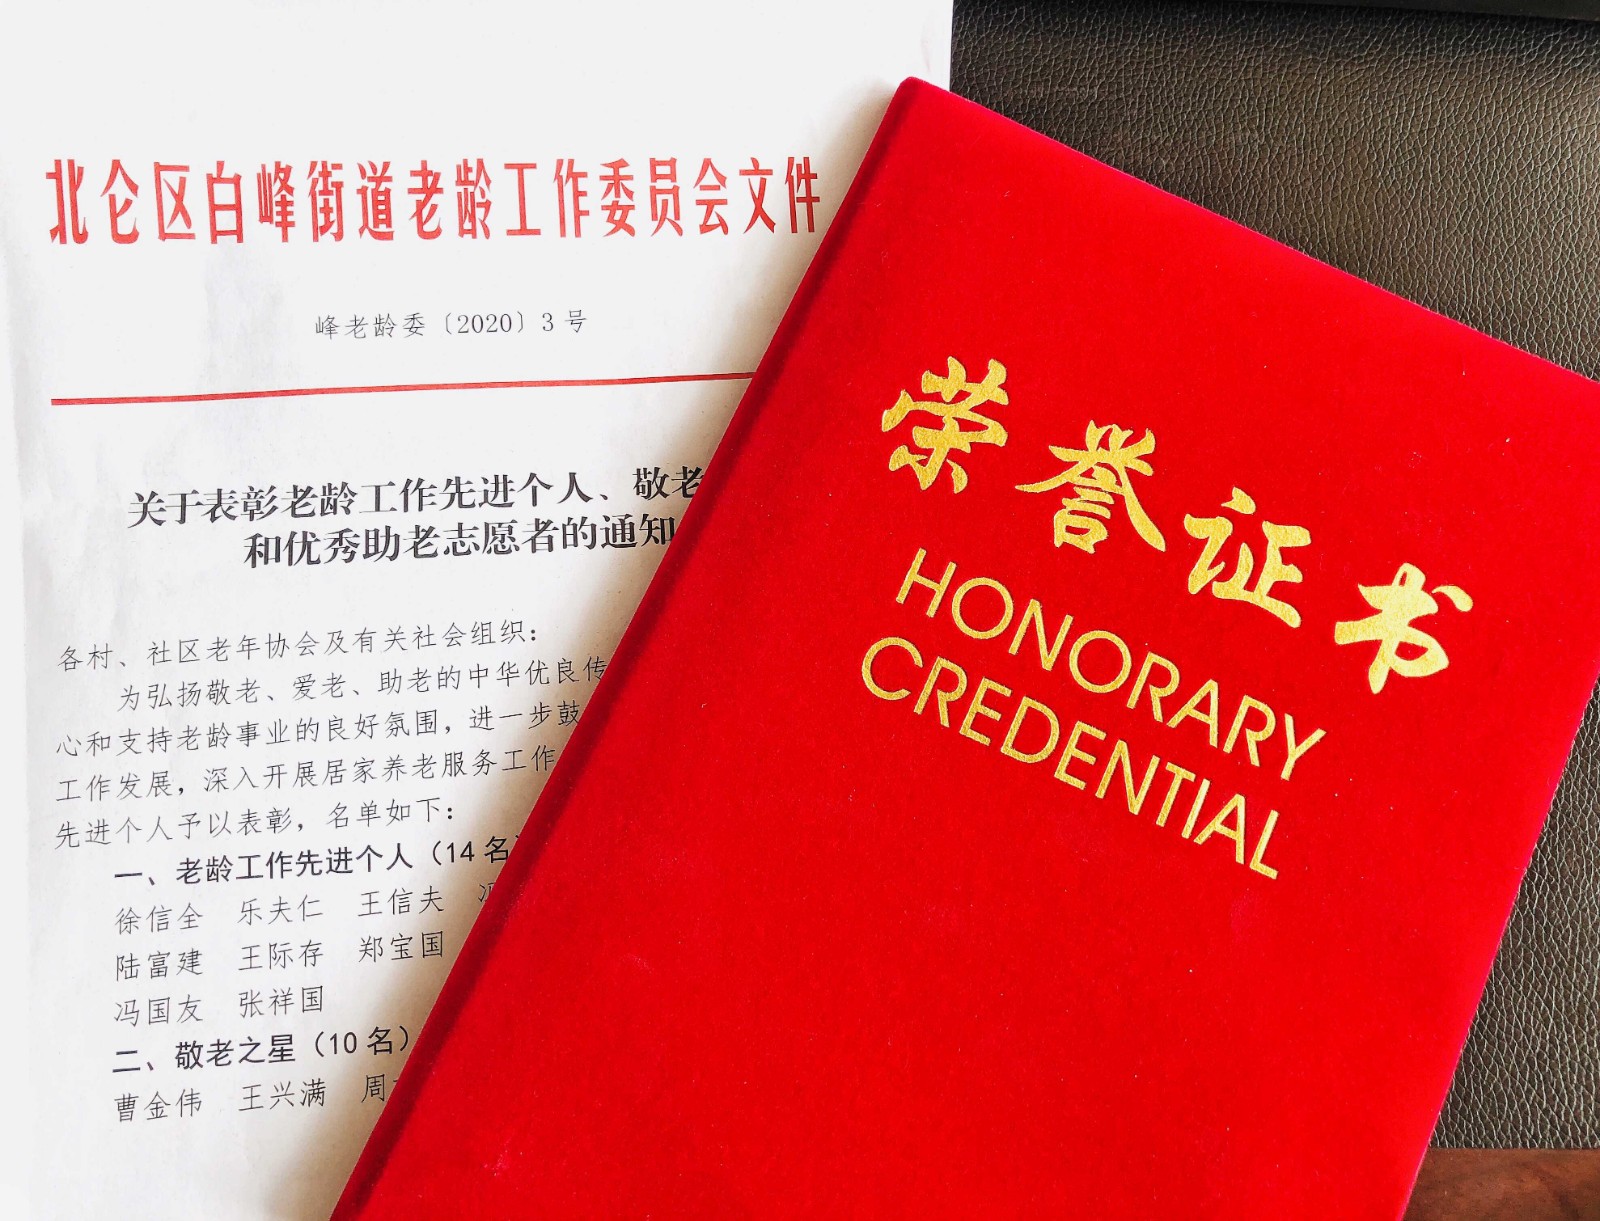 北仑区白峰街道老龄工作委员会文件
峰老龄委〔2020〕3号
关于表彰老龄工作先进个人、敬老
和优秀助老志愿者的通知
各村、社区老年协会及有关社会组织：
为弘扬敬老、爱老、助老的中华优良传
心和支持老龄事业的良好氛围，进一步鼓
工作发展，深入开展居家养老服务工作
先进个人予以表彰，名单如下：
一、老龄工作先进个人（14名
徐信全 乐夫仁 王信夫
陆富建 王际存 郑宝国
冯国友 张祥国
二、敬老之星（10名）
曹金伟 王兴满 周
荣誉证书
HONORARY
CREDENTIAL